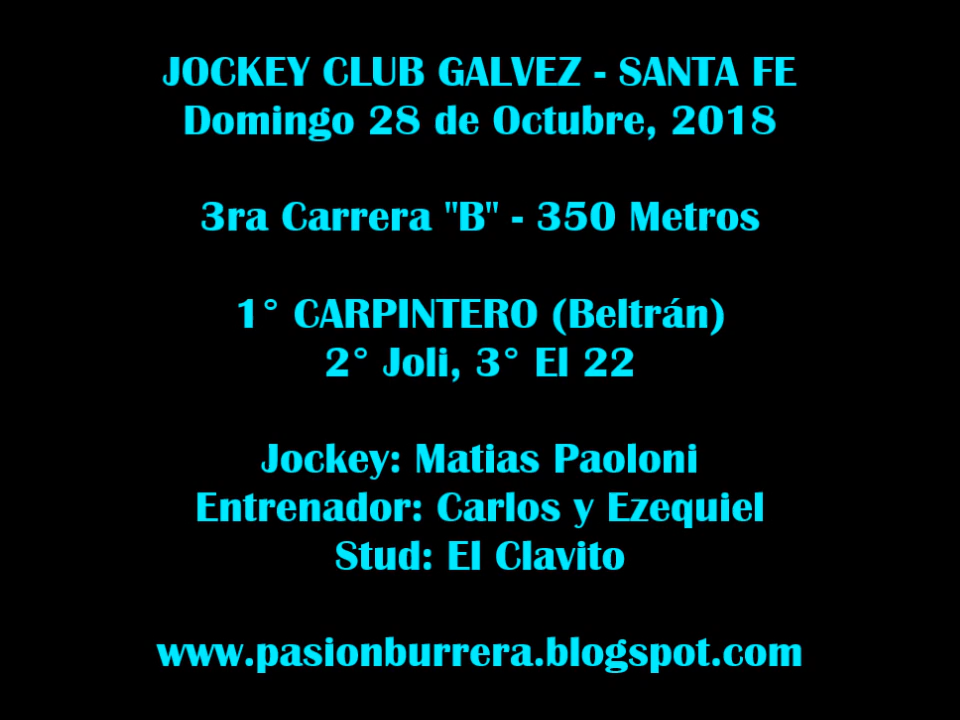 JOCKEY CLUB GALVEZ - SANTA FE
Domingo 28 de Octubre, 2018
3ra Carrera "B" - 350 Metros
1° CARPINTERO (Beltrán)
2° Joli, 3° El 22
Jockey: Matias Paoloni
Entrenador: Carlos y Ezequiel
Stud: El Clavito
www.pasionburrera.blogspot.com